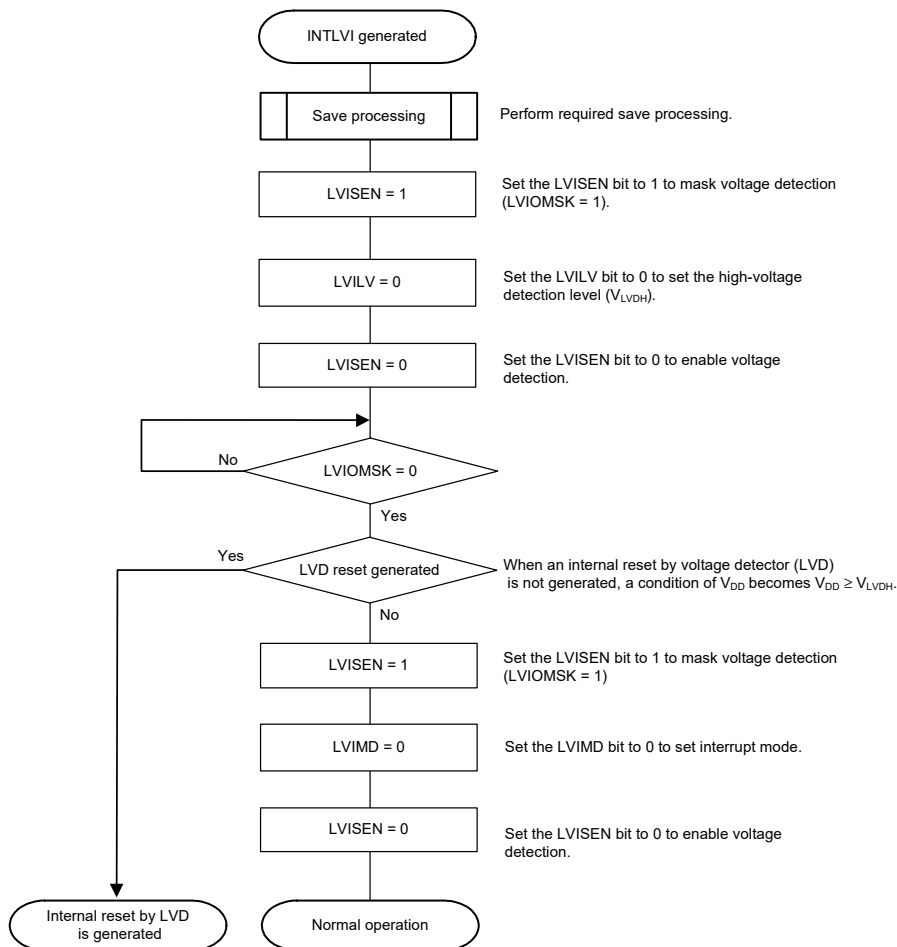 INTLVI generated
Save processing
Perform required save processing.
LVISEN = 1
Set the LVISEN bit to 1 to mask voltage detection
(LVIOMSK = 1).
LVILV = 0
Set the LVILV bit to 0 to set the high-voltage
detection level (VLVDH).
LVISEN = 0
Set the LVISEN bit to 0 to enable voltage
detection.
No
LVIOMSK = 0
Yes
Yes
LVD reset generated
When an internal reset by voltage detector (LVD)
is not generated, a condition of VDD becomes VDD ≥ VLVDH.
No
LVISEN = 1
Set the LVISEN bit to 1 to mask voltage detection
(LVIOMSK = 1)
LVIMD = 0
Set the LVIMD bit to 0 to set interrupt mode.
LVISEN = 0
Set the LVISEN bit to 0 to enable voltage
detection.
Internal reset by LVD
is generated
Normal operation